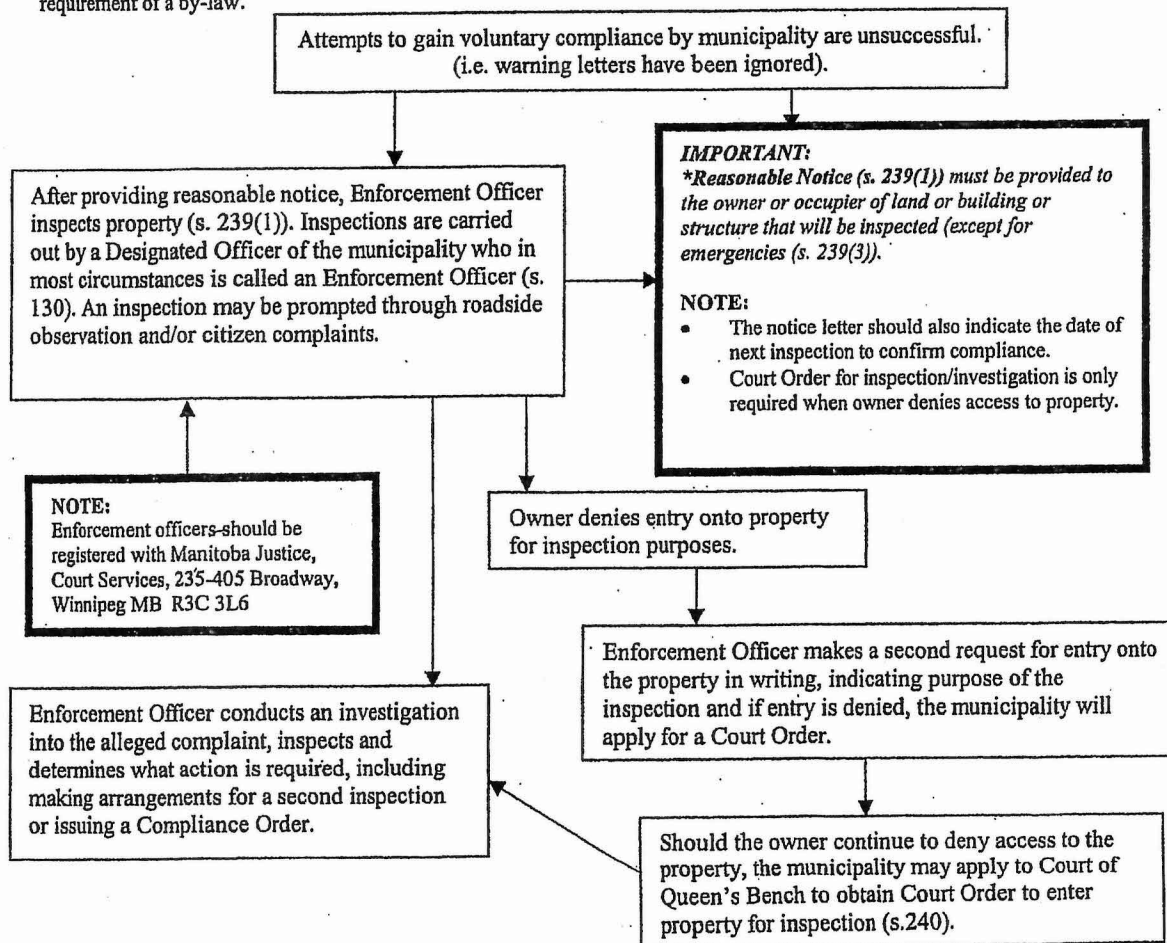 requirement of a by-law.
Attempts to gain voluntary compliance by municipality are unsuccessful.
(i.e. warning letters have been ignored).
After providing reasonable notice, Enforcement Officer
inspects property (s. 239(1)). Inspections are carried
out by a Designated Officer of the municipality who in
most circumstances is called an Enforcement Officer (s.
130). An inspection may be prompted through roadside
observation and/or citizen complaints.
IMPORTANT:
*Reasonable Notice (s. 239(1)) must be provided to
the owner or occupier of land or building or
structure that will be inspected (except for
emergencies (s. 239(3)).
NOTE:
• The notice letter should also indicate the date of
next inspection to confirm compliance.
• Court Order for inspection/investigation is only
required when owner denies access to property.
NOTE:
Enforcement officers should be
registered with Manitoba Justice,
Court Services, 235-405 Broadway,
Winnipeg MB R3C 3L6
Owner denies entry onto property
for inspection purposes.
Enforcement Officer makes a second request for entry onto
the property in writing, indicating purpose of the
inspection and if entry is denied, the municipality will
apply for a Court Order.
Enforcement Officer conducts an investigation
into the alleged complaint, inspects and
determines what action is required, including
making arrangements for a second inspection
or issuing a Compliance Order.
Should the owner continue to deny access to the
property, the municipality may apply to Court of
Queen's Bench to obtain Court Order to enter
property for inspection (s.240).